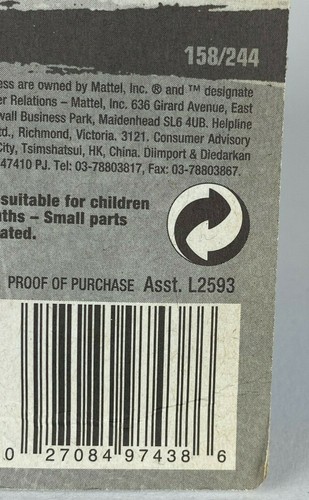 158/244
ess are owned by Mattel, Inc. ® and ™ designate
er Relations – Mattel, Inc. 636 Girard Avenue, East
wall Business Park, Maidenhead SL6 4UB. Helpline
td., Richmond, Victoria. 3121. Consumer Advisory
City, Tsimshatsui, HK, China. Diimport & Diedarkan
47410 PJ. Tel: 03-78803817, Fax: 03-78803867.
suitable for children
nths – Small parts
ated.
PROOF OF PURCHASE Asst. L2593
0 27084 97438 6